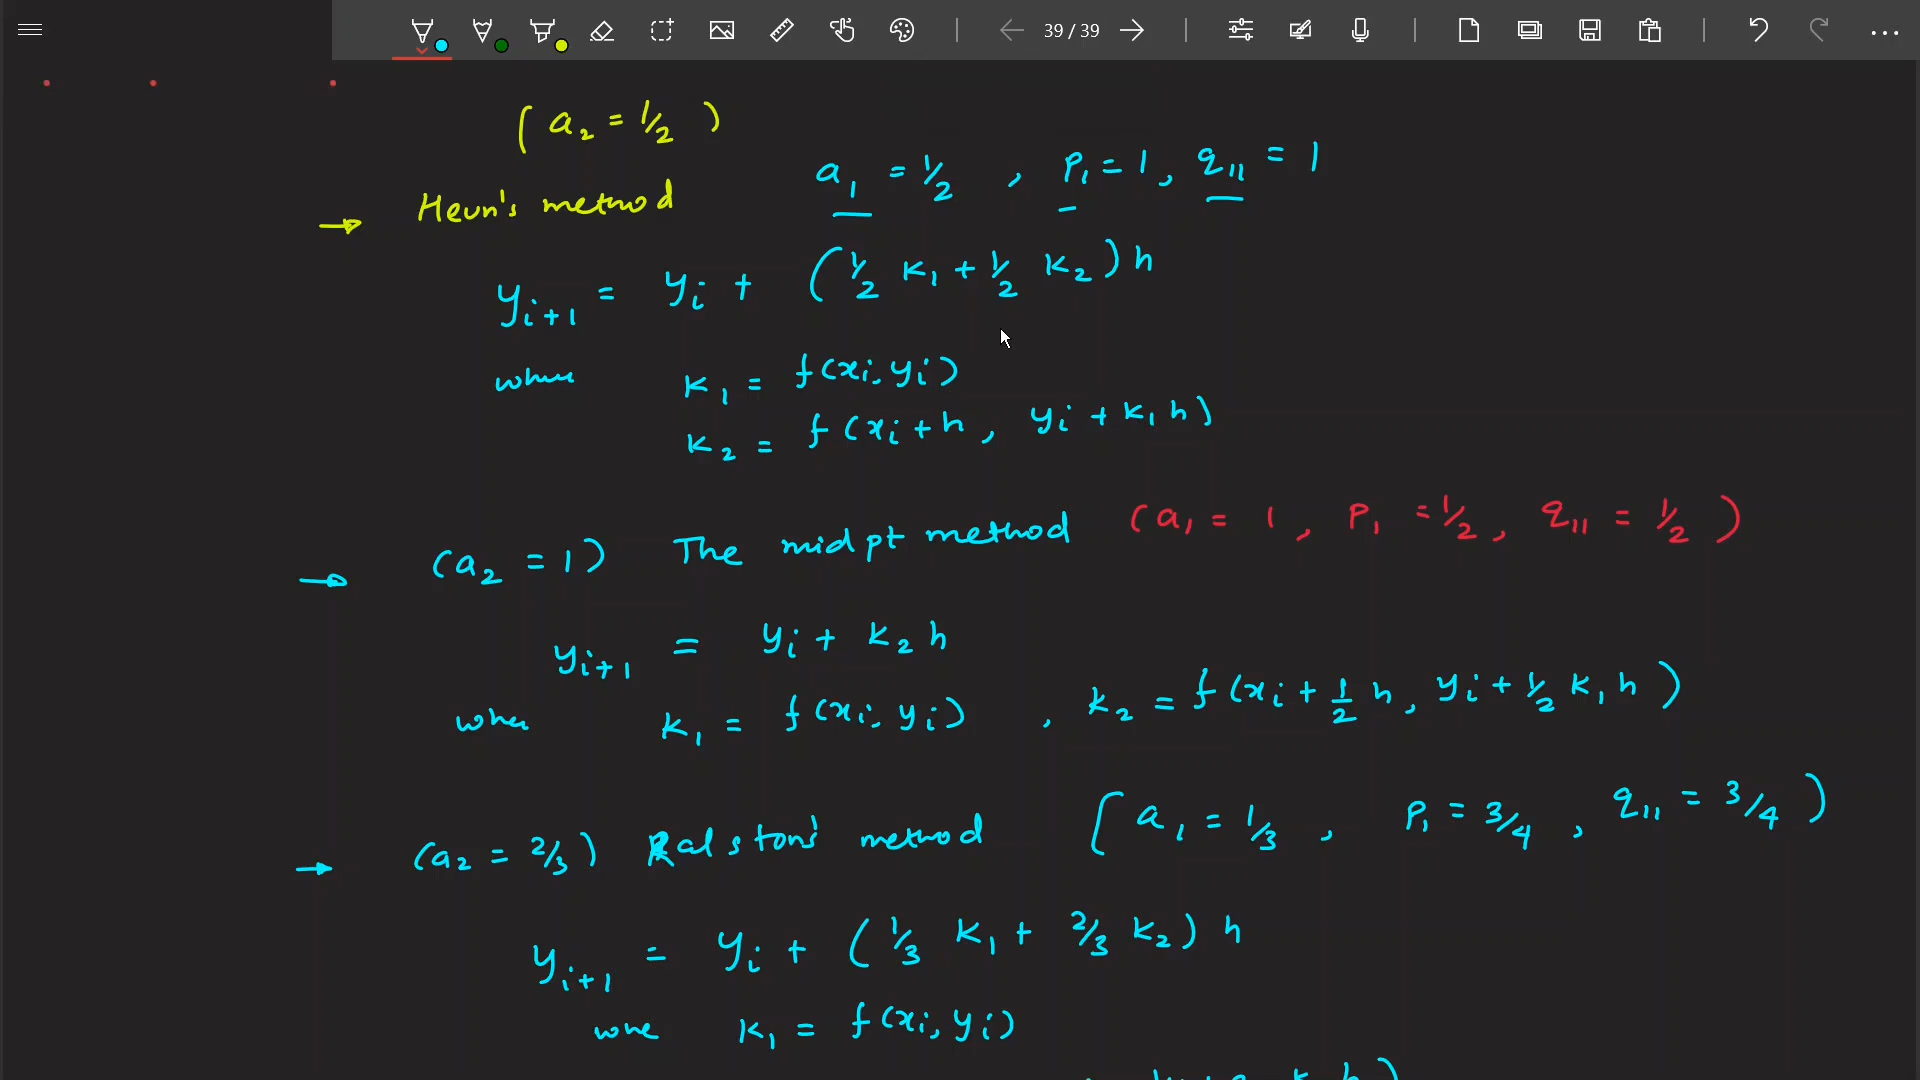 39 / 39
( a₂ = 1/2 )
a₁ = 1/2 , P₁ = 1, q₁₁ = 1
→ Heun's method
yᵢ₊₁ = yᵢ + (1/2 K₁ + 1/2 K₂) h
where K₁ = f(xᵢ, yᵢ)
K₂ = f(xᵢ + h, yᵢ + K₁ h)
→ (a₂ = 1) The midpt method (a₁ = 1, P₁ = 1/2, q₁₁ = 1/2)
yᵢ₊₁ = yᵢ + K₂ h
wher K₁ = f(xᵢ, yᵢ) , K₂ = f(xᵢ + 1/2 h, yᵢ + 1/2 K₁ h)
→ (a₂ = 2/3) Ralston's method [a₁ = 1/3, P₁ = 3/4, q₁₁ = 3/4)
yᵢ₊₁ = yᵢ + (1/3 K₁ + 2/3 K₂) h
K₁ = f(xᵢ, yᵢ)